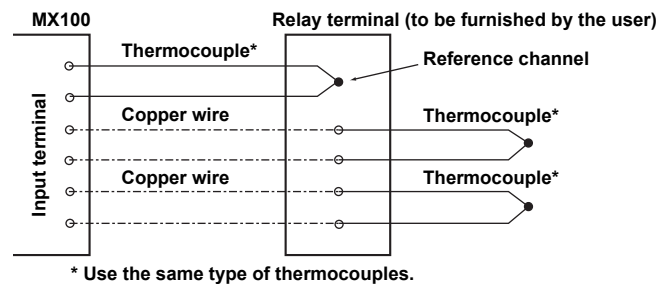 MX100
Relay terminal (to be furnished by the user)
Thermocouple*
Reference channel
Input terminal
Copper wire
Thermocouple*
Copper wire
Thermocouple*
* Use the same type of thermocouples.